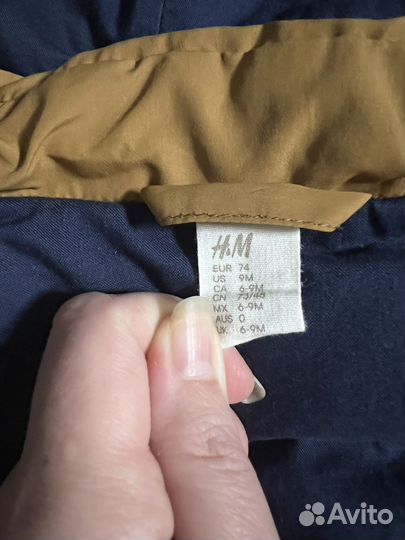 H&M
EUR 74
US 9M
CA 6-9M
CN 73/48
MX 6-9M
AUS 0
UK 6-9M
Avito